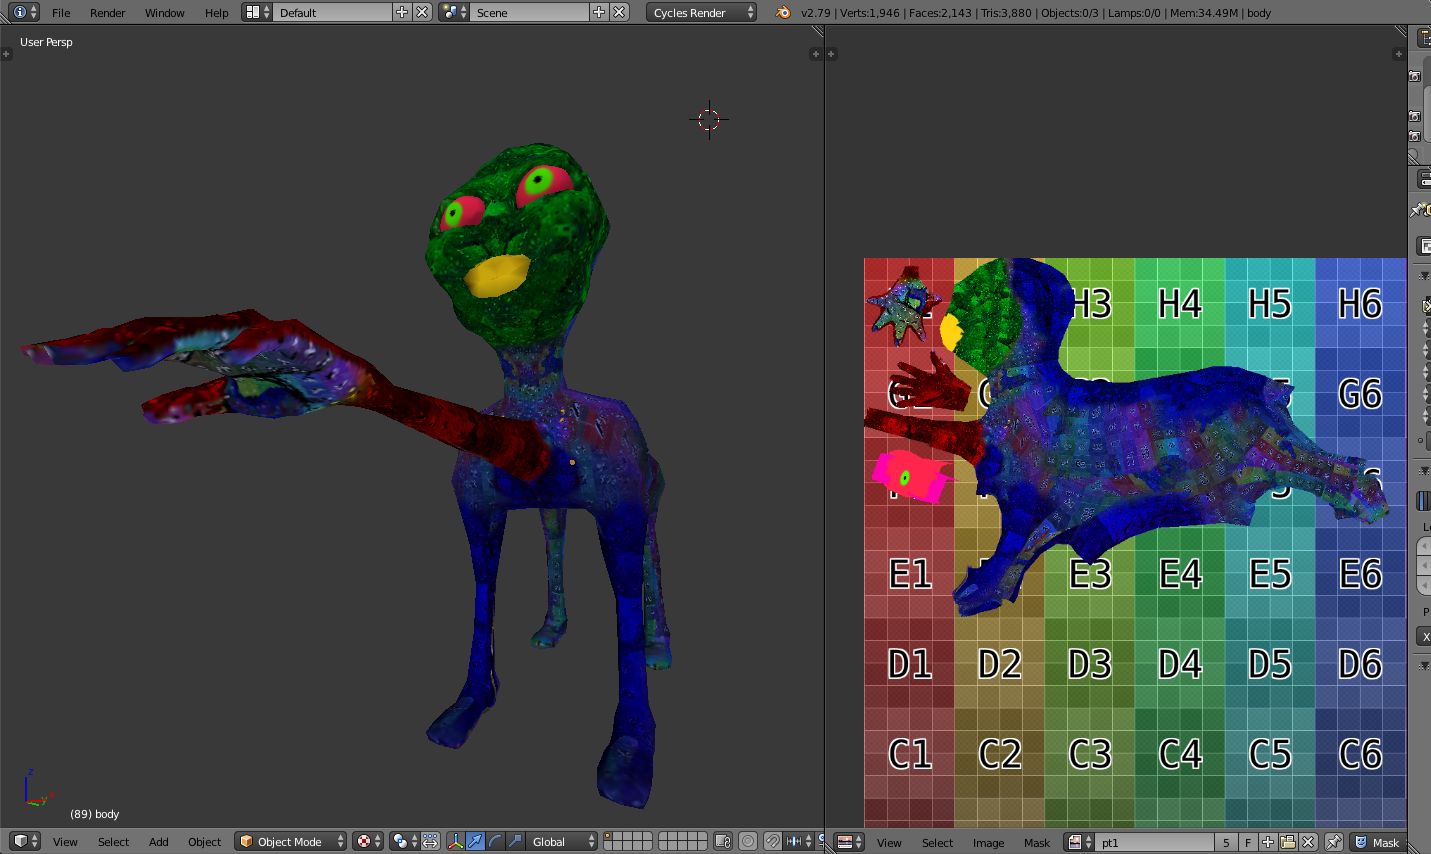 File Render Window Help Default Scene Cycles Render v2.79 | Verts:1,946 | Faces:2,143 | Tris:3,880 | Objects:0/3 | Lamps:0/0 | Mem:34.49M | body
User Persp
H3 H4 H5 H6
G6
E1 E3 E4 E5 E6
D1 D2 D3 D4 D5 D6
C1 C2 C3 C4 C5 C6
P
X
(89) body
View Select Add Object Object Mode Global
View Select Image Mask pt1 5 F Mask